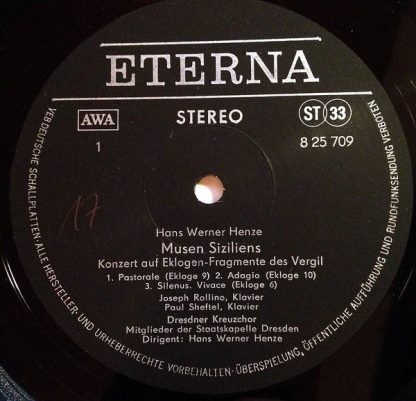 ETERNA
AWA
STEREO
ST 33
1
8 25 709
17
Hans Werner Henze
Musen Siziliens
Konzert auf Eklogen-Fragmente des Vergil
1. Pastorale (Ekloge 9) 2. Adagio (Ekloge 10)
3. Silenus. Vivace (Ekloge 6)
Joseph Rollino, Klavier
Paul Sheftel, Klavier
Dresdner Kreuzchor
Mitglieder der Staatskapelle Dresden
Dirigent: Hans Werner Henze
VEB DEUTSCHE SCHALLPLATTEN · ALLE HERSTELLER- UND URHEBERRECHTE VORBEHALTEN · ÜBERSPIELUNG, ÖFFENTLICHE AUFFÜHRUNG UND RUNDFUNKSENDUNG VERBOTEN